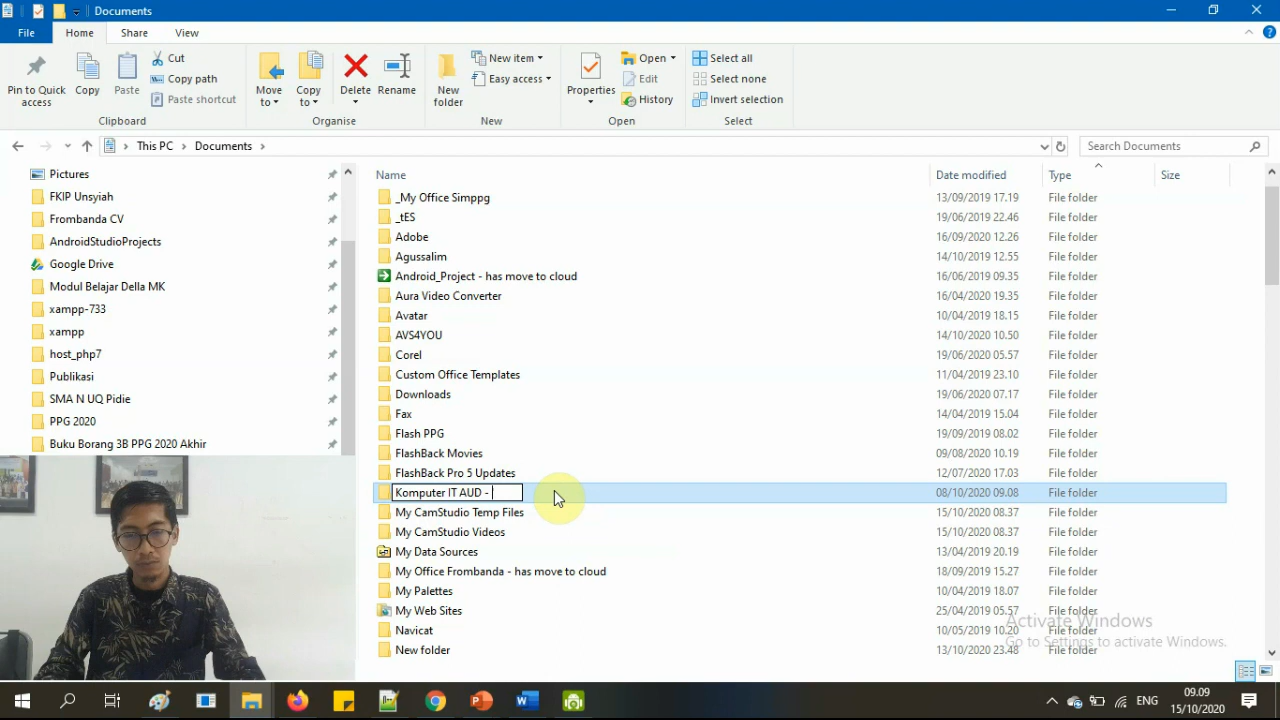 Documents
File Home Share View
Pin to Quick access
Copy
Paste
Cut
Copy path
Paste shortcut
Clipboard
Move to
Copy to
Delete
Rename
Organise
New folder
New item
Easy access
New
Properties
Open
Edit
History
Open
Select all
Select none
Invert selection
Select
This PC > Documents >
Search Documents
Pictures
FKIP Unsyiah
Frombanda CV
AndroidStudioProjects
Google Drive
Modul Belajar Della MK
xampp-733
xampp
host_php7
Publikasi
SMA N UQ Pidie
PPG 2020
Buku Borang 3B PPG 2020 Akhir
Name Date modified Type Size
_My Office Simppg 13/09/2019 17.19 File folder
_tES 19/06/2020 22.46 File folder
Adobe 16/09/2020 12.26 File folder
Agussalim 14/10/2019 12.55 File folder
Android_Project - has move to cloud 16/06/2019 09.35 File folder
Aura Video Converter 16/04/2020 19.35 File folder
Avatar 10/04/2019 18.15 File folder
AVS4YOU 14/10/2020 10.50 File folder
Corel 19/06/2020 05.57 File folder
Custom Office Templates 11/04/2019 23.10 File folder
Downloads 19/06/2020 07.17 File folder
Fax 14/04/2019 15.04 File folder
Flash PPG 19/09/2019 08.02 File folder
FlashBack Movies 09/08/2020 10.19 File folder
FlashBack Pro 5 Updates 12/07/2020 17.03 File folder
Komputer IT AUD - 08/10/2020 09.08 File folder
My CamStudio Temp Files 15/10/2020 08.37 File folder
My CamStudio Videos 15/10/2020 08.37 File folder
My Data Sources 13/04/2019 20.19 File folder
My Office Frombanda - has move to cloud 18/09/2019 15.27 File folder
My Palettes 10/04/2019 18.07 File folder
My Web Sites 25/04/2019 05.57 File folder
Navicat 10/05/2019 10.20 File folder
New folder 13/10/2020 23.48 File folder
Activate Windows
Go to Settings to activate Windows.
ENG
09.09
15/10/2020